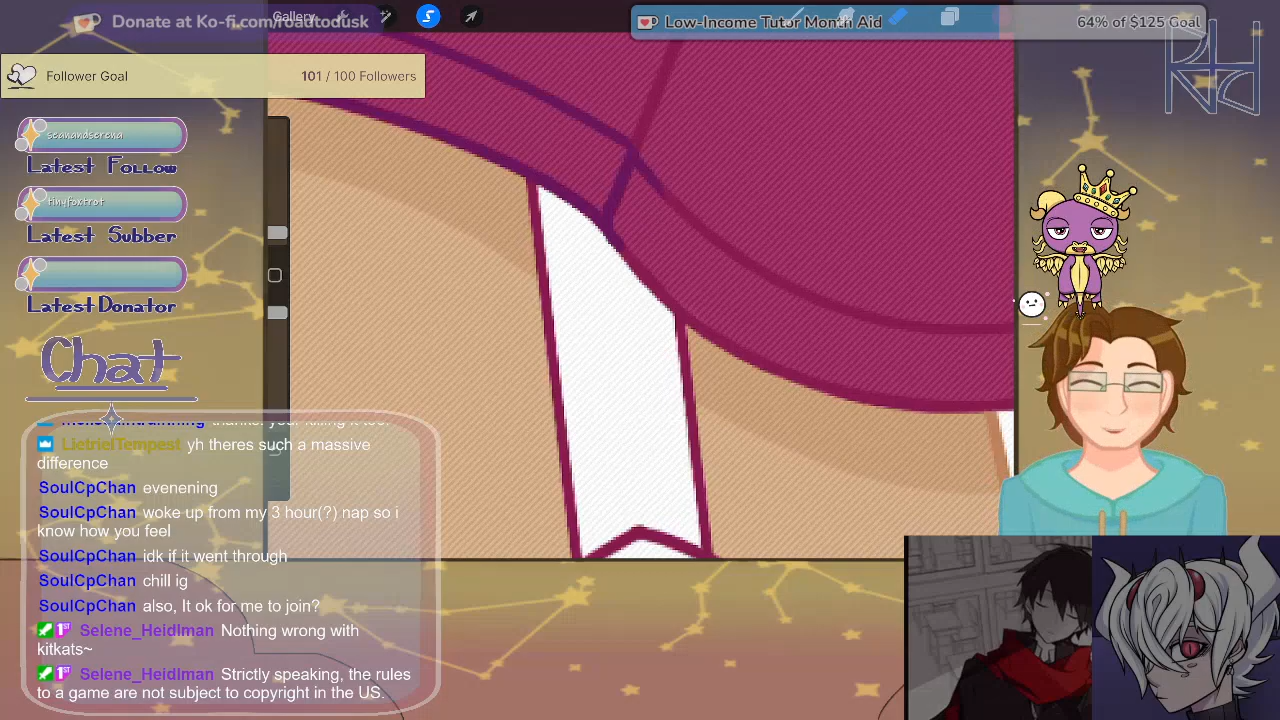 Donate at Ko-fi.com/roadtodusk
Gallery
Low-Income Tutor Month Aid
64% of $125 Goal
Follower Goal
101 / 100 Followers
seanandserena
Latest Follow
tinyfoxtrot
Latest Subber
Latest Donator
Chat
LietrielTempest yh theres such a massive
difference
SoulCpChan evenening
SoulCpChan woke up from my 3 hour(?) nap so i
know how you feel
SoulCpChan idk if it went through
SoulCpChan chill ig
SoulCpChan also, It ok for me to join?
Selene_Heidlman Nothing wrong with
kitkats~
Selene_Heidlman Strictly speaking, the rules
to a game are not subject to copyright in the US.